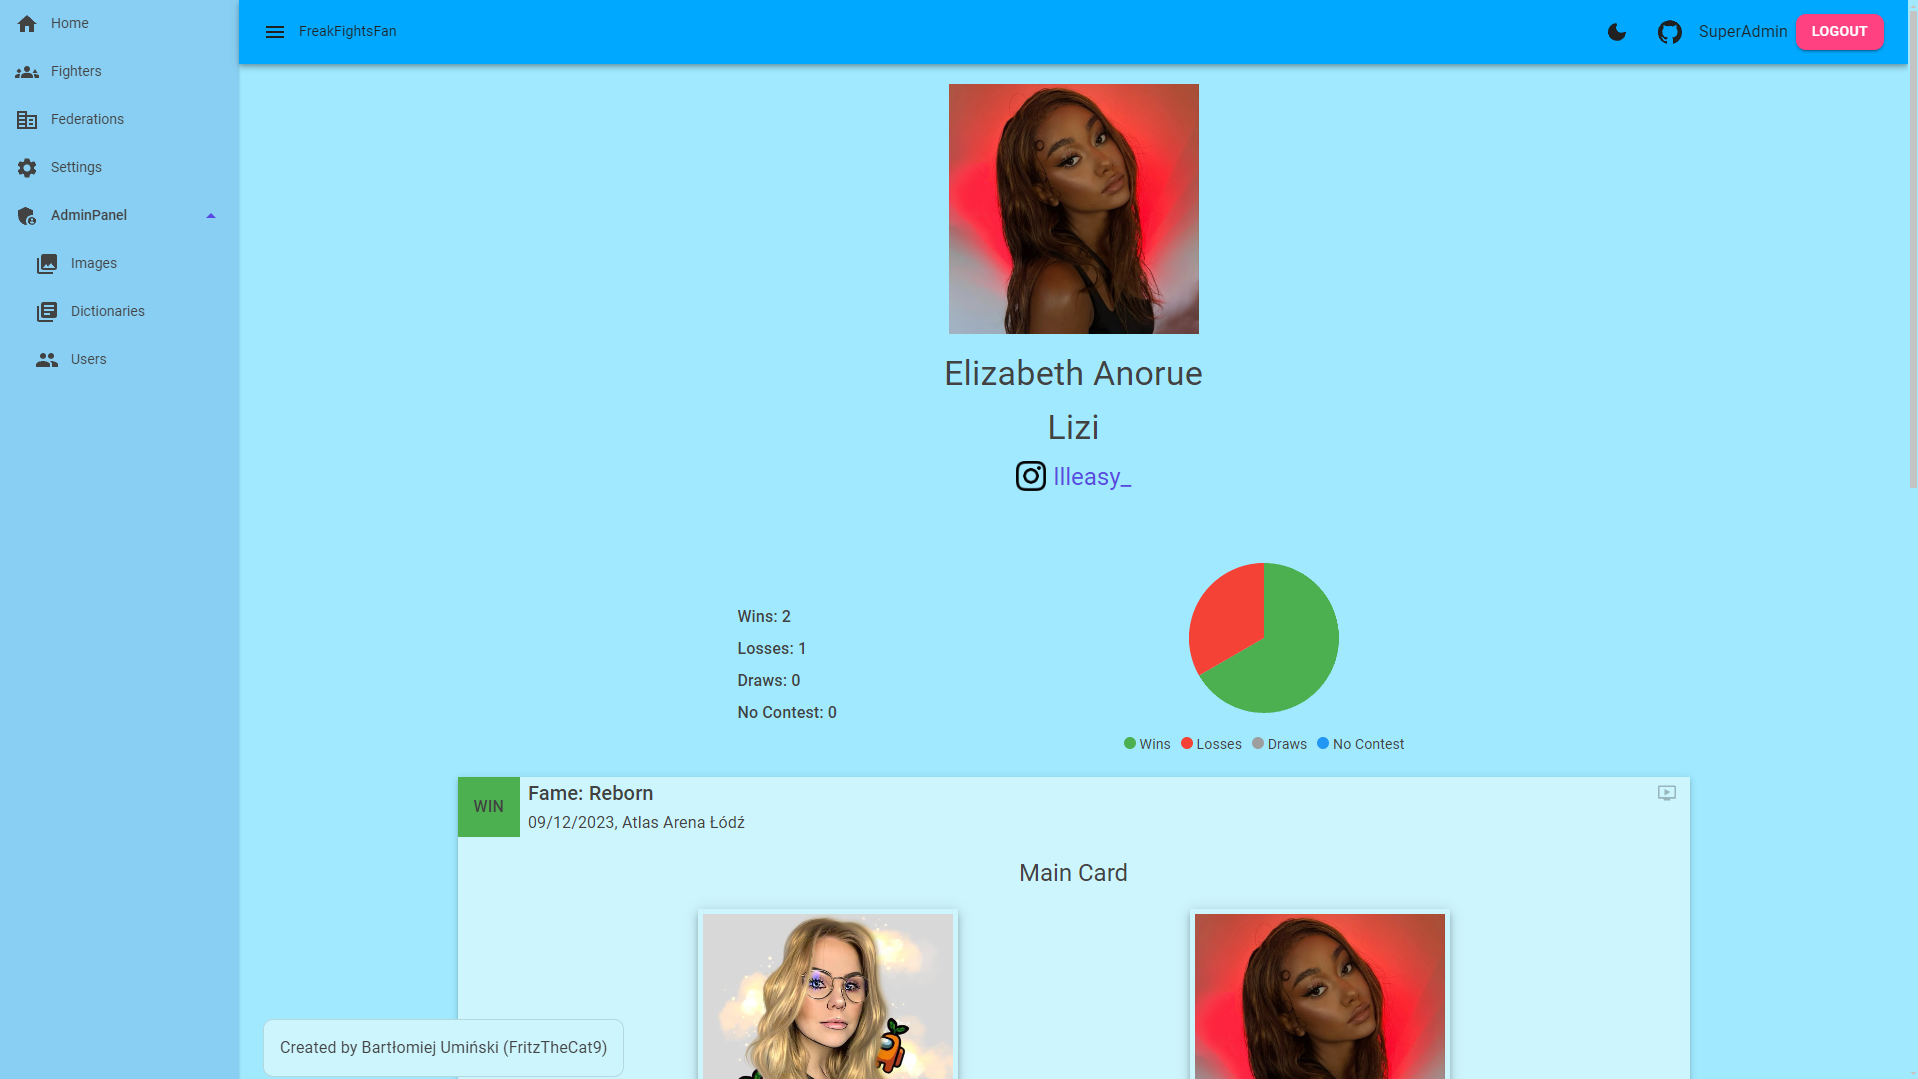 Home
Fighters
Federations
Settings
AdminPanel
Images
Dictionaries
Users
FreakFightsFan
SuperAdmin
LOGOUT
Elizabeth Anorue
Lizi
llleasy_
Wins: 2
Losses: 1
Draws: 0
No Contest: 0
Wins Losses Draws No Contest
WIN
Fame: Reborn
09/12/2023, Atlas Arena Łódź
Main Card
Created by Bartłomiej Umiński (FritzTheCat9)